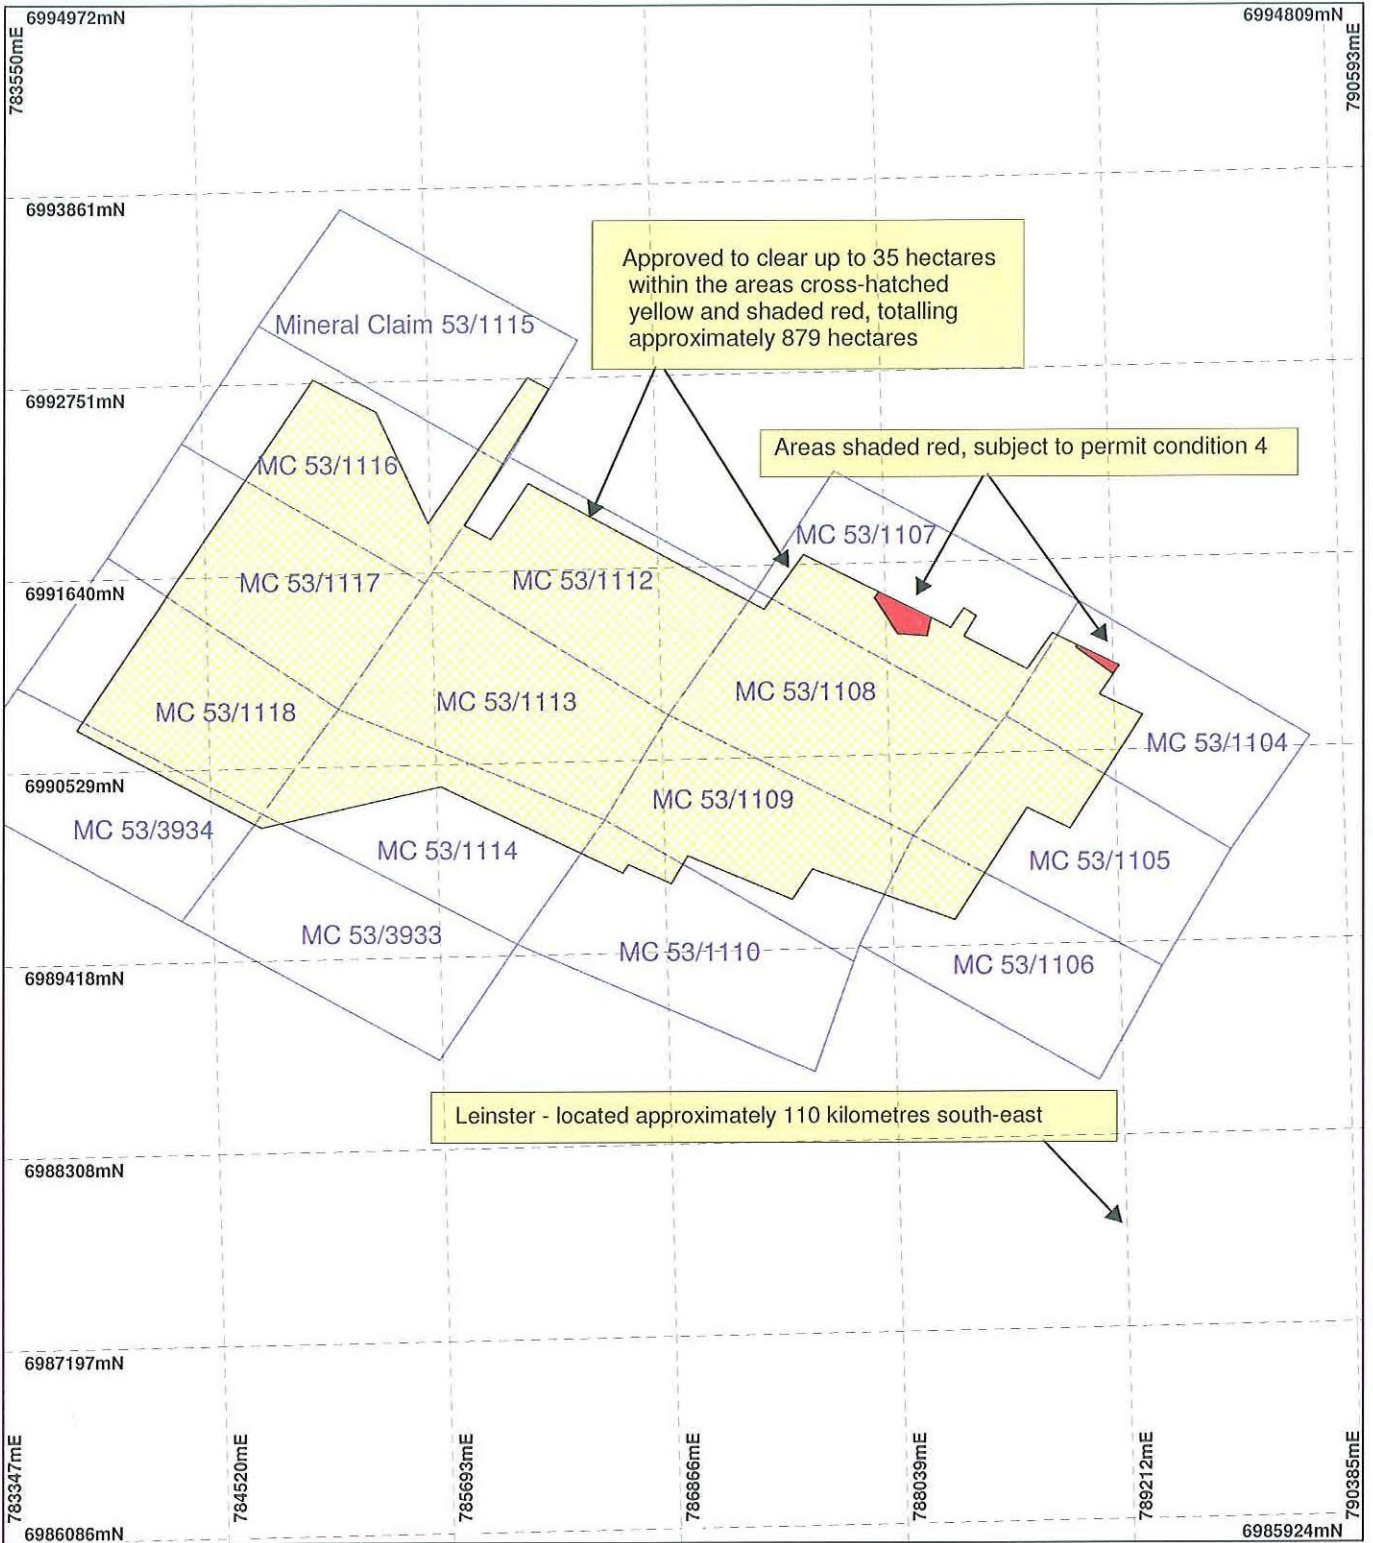 6994972mN
6994809mN
783550mE
790593mE
6993861mN
Approved to clear up to 35 hectares
within the areas cross-hatched
yellow and shaded red, totalling
approximately 879 hectares
Mineral Claim 53/1115
6992751mN
Areas shaded red, subject to permit condition 4
MC 53/1116
MC 53/1107
MC 53/1117
MC 53/1112
6991640mN
MC 53/1108
MC 53/1113
MC 53/1118
MC 53/1104
6990529mN
MC 53/1109
MC 53/3934
MC 53/1114
MC 53/1105
MC 53/3933
MC 53/1110
MC 53/1106
6989418mN
Leinster - located approximately 110 kilometres south-east
6988308mN
6987197mN
783347mE
784520mE
785693mE
786866mE
788039mE
789212mE
790385mE
6986086mN
6985924mN